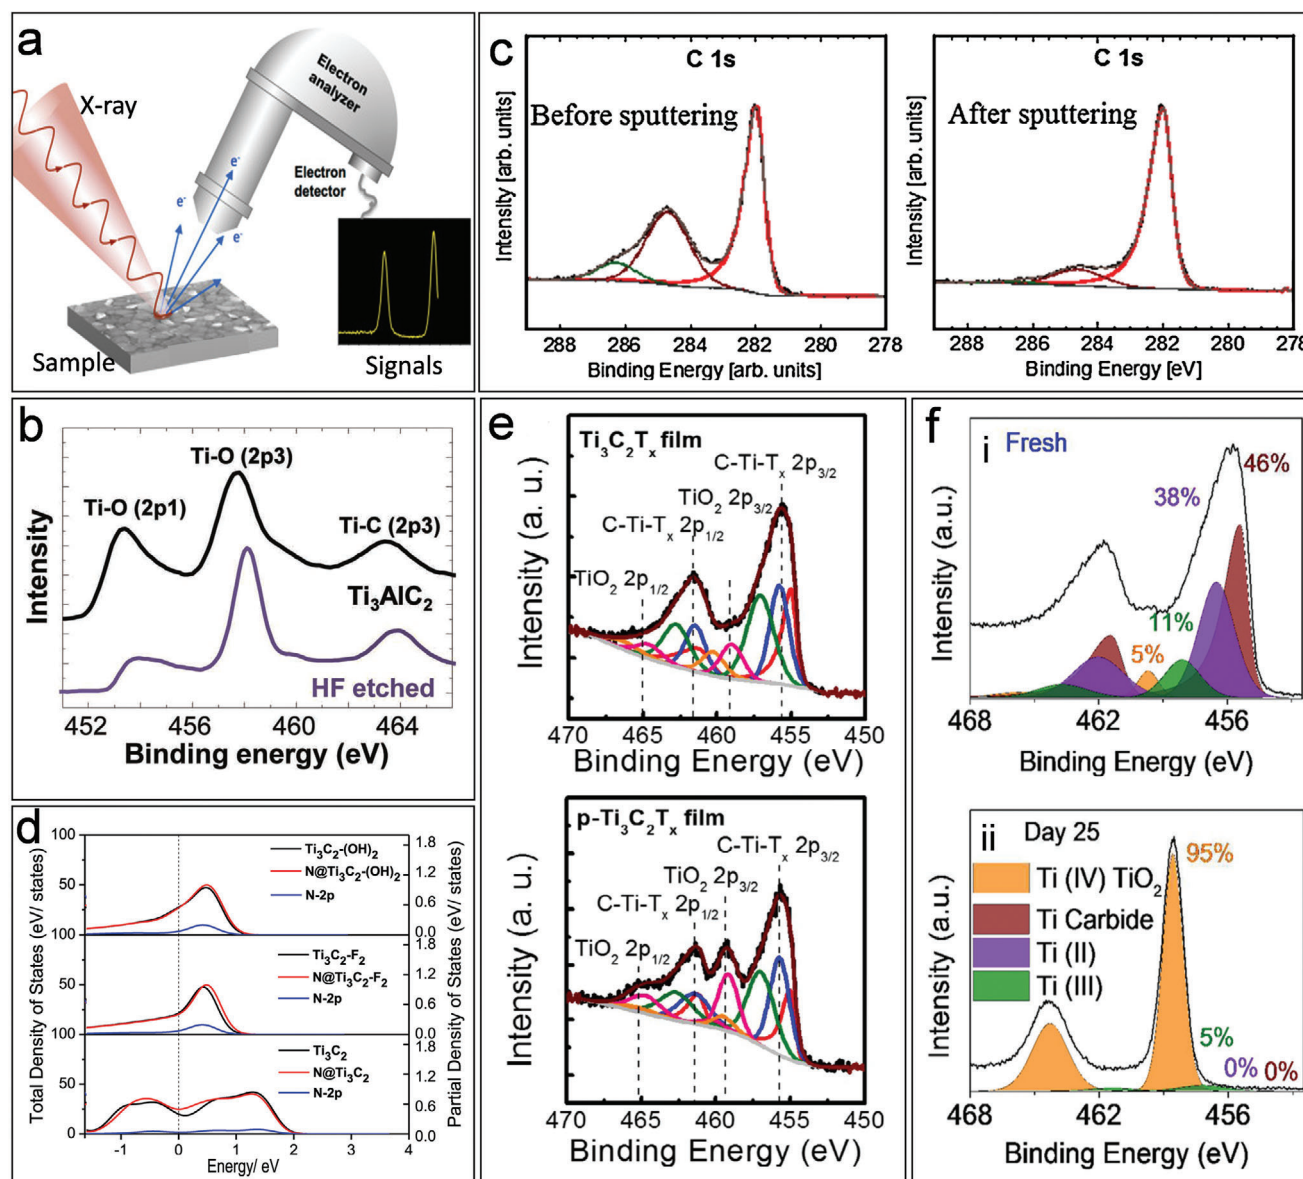 a
X-ray
Electron
analyzer
e-
e-
e-
Electron
detector
Sample
Signals
c
C 1s
Before sputtering
Intensity [arb. units]
288 286 284 282 280 278
Binding Energy [arb. units]
C 1s
After sputtering
Intensity [arb. units]
288 286 284 282 280 278
Binding Energy [eV]
b
Ti-O (2p3)
Ti-O (2p1)
Ti-C (2p3)
Ti₃AlC₂
HF etched
Intensity
452 456 460 464
Binding energy (eV)
d
100
50
100
50
100
50
0
1.8
1.2
0.6
0.0
1.8
1.2
0.6
0.0
1.8
1.2
0.6
0.0
Ti₃C₂-(OH)₂
N@Ti₃C₂-(OH)₂
N-2p
Ti₃C₂-F₂
N@Ti₃C₂-F₂
N-2p
Ti₃C₂
N@Ti₃C₂
N-2p
Total Density of States (eV/ states)
Partial Density of States (eV/ states)
-1 0 1 2 3 4
Energy/ eV
e
Ti₃C₂Tₓ film
C-Ti-Tₓ 2p₃/₂
TiO₂ 2p₃/₂
C-Ti-Tₓ 2p₁/₂
TiO₂ 2p₁/₂
Intensity (a. u.)
470 465 460 455 450
Binding Energy (eV)
p-Ti₃C₂Tₓ film
C-Ti-Tₓ 2p₃/₂
TiO₂ 2p₃/₂
C-Ti-Tₓ 2p₁/₂
TiO₂ 2p₁/₂
Intensity (a. u.)
470 465 460 455 450
Binding Energy (eV)
f
i Fresh
46%
38%
11%
5%
Intensity (a.u.)
468 462 456
Binding Energy (eV)
ii Day 25
95%
Ti (IV) TiO₂
Ti Carbide
Ti (II)
Ti (III)
5%
0%
0%
Intensity (a.u.)
468 462 456
Binding Energy (eV)